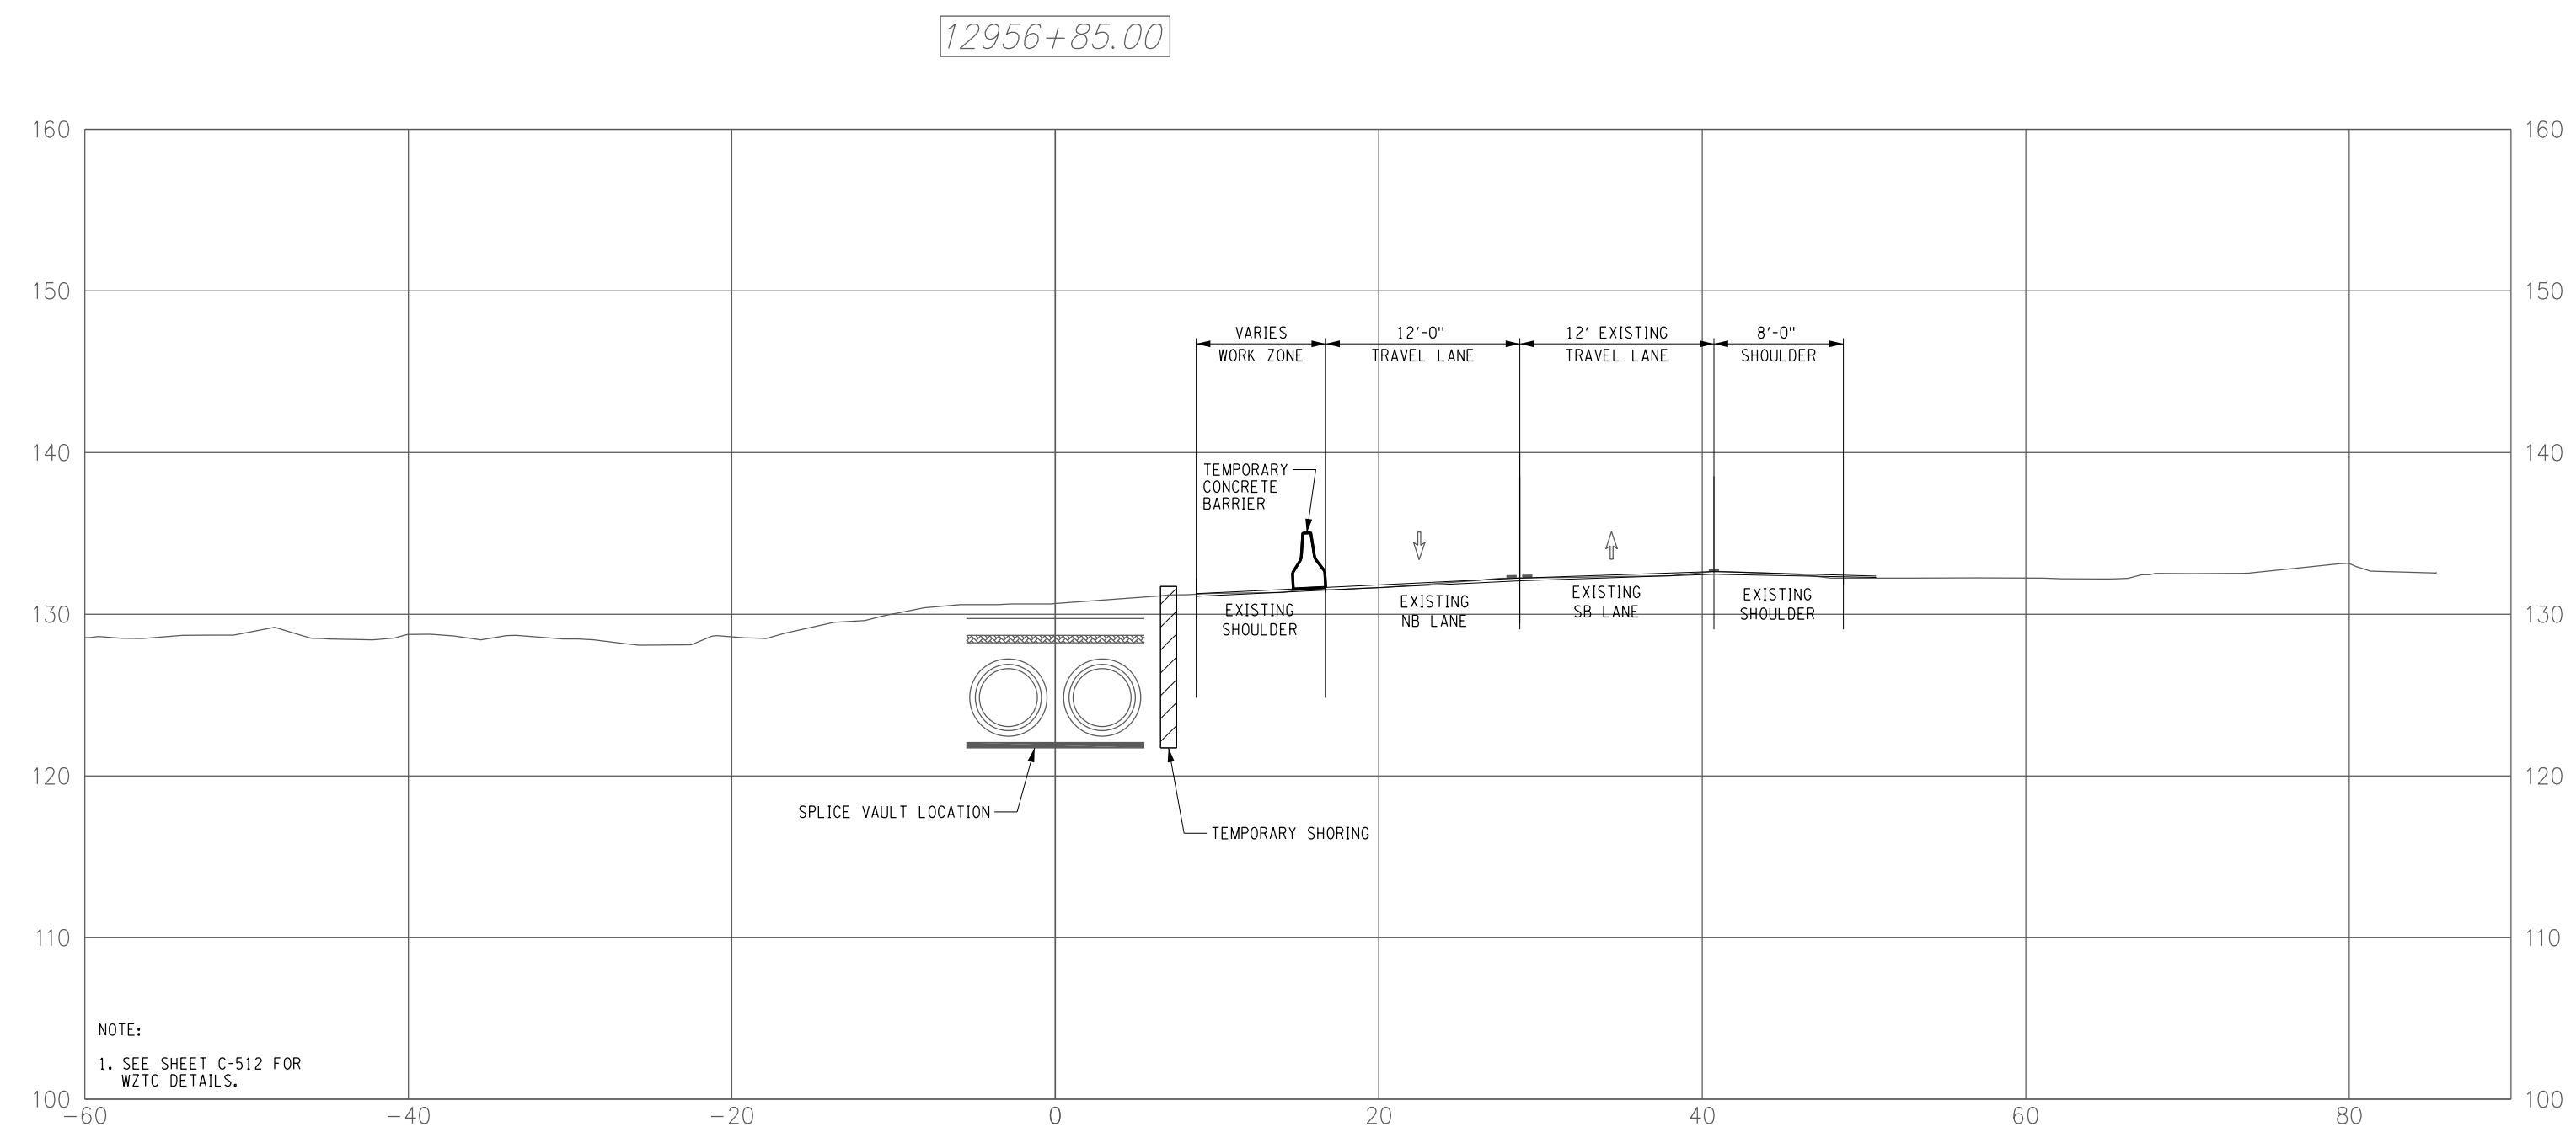 12956+85.00
160
160
150
150
VARIES
WORK ZONE
12'-0"
TRAVEL LANE
12' EXISTING
TRAVEL LANE
8'-0"
SHOULDER
140
140
TEMPORARY
CONCRETE
BARRIER
130
130
EXISTING
SHOULDER
EXISTING
NB LANE
EXISTING
SB LANE
EXISTING
SHOULDER
120
120
SPLICE VAULT LOCATION
TEMPORARY SHORING
110
110
NOTE:
1. SEE SHEET C-512 FOR
WZTC DETAILS.
100
100
-60
-40
-20
0
20
40
60
80